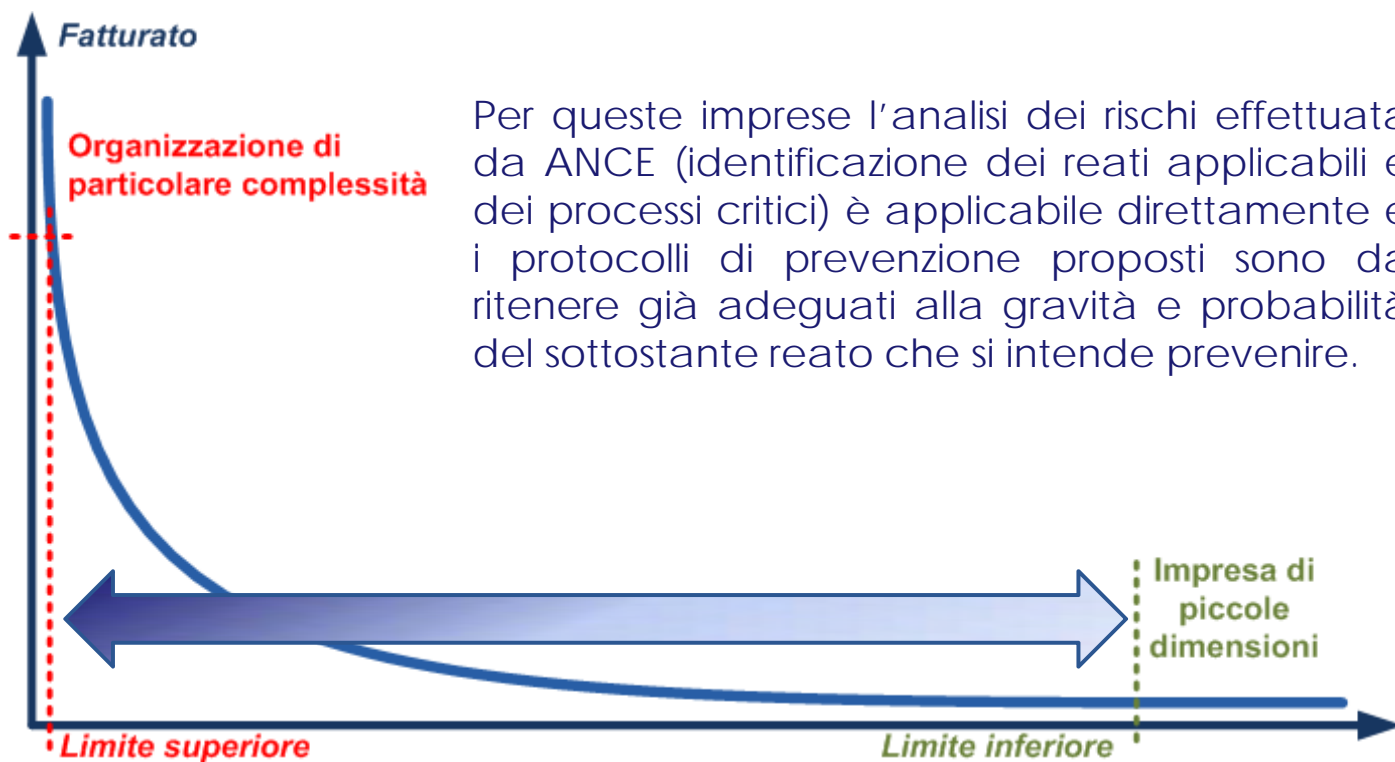 Fatturato
Organizzazione di
particolare complessità
Per queste imprese l'analisi dei rischi effettuata
da ANCE (identificazione dei reati applicabili e
dei processi critici) è applicabile direttamente e
i protocolli di prevenzione proposti sono da
ritenere già adeguati alla gravità e probabilità
del sottostante reato che si intende prevenire.
Impresa di
piccole
dimensioni
Limite superiore
Limite inferiore